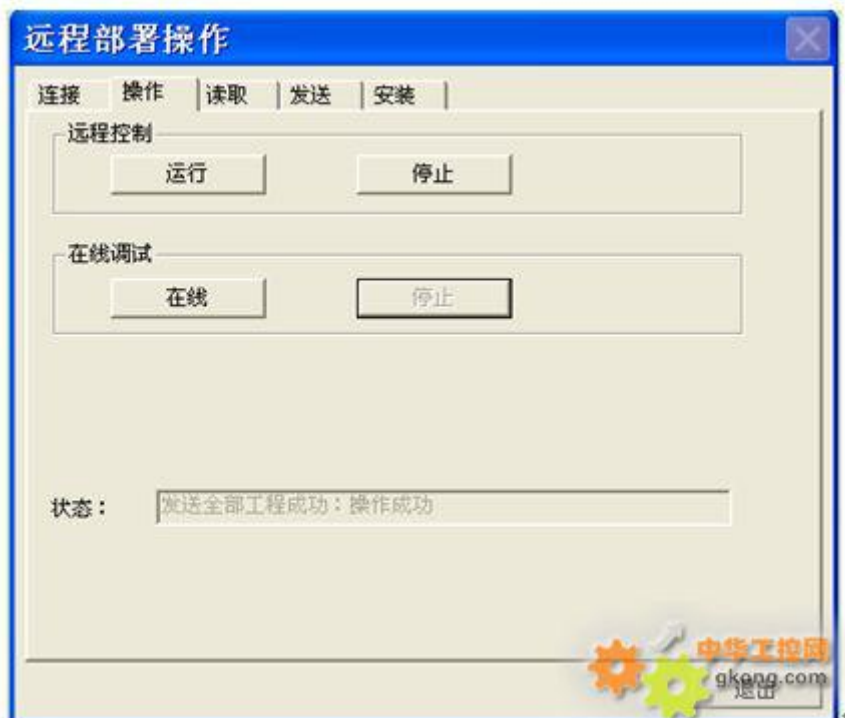 远程部署操作
连接 操作 读取 发送 安装
远程控制
运行 停止
在线调试
在线 停止
状态： 发送全部工程成功：操作成功
中华工控网
gkong.com
退出